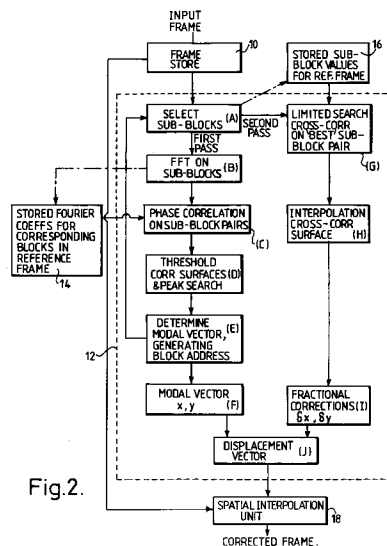 INPUT
FRAME
10
FRAME
STORE
16
STORED SUB-
BLOCK VALUES
FOR REF. FRAME
SELECT (A)
SUB-BLOCKS
FIRST
PASS
SECOND
PASS
LIMITED SEARCH
CROSS-CORR
ON 'BEST' SUB-
BLOCK PAIR
(G)
FFT ON
SUB-BLOCKS
(B)
STORED FOURIER
COEFFS FOR
CORRESPONDING
BLOCKS IN
REFERENCE
FRAME
14
PHASE CORRELATION
ON SUB-BLOCK PAIRS
(C)
INTERPOLATION
CROSS-CORR
SURFACE (H)
THRESHOLD
CORR SURFACES (D)
& PEAK SEARCH
12
DETERMINE (E)
MODAL VECTOR,
GENERATING
BLOCK ADDRESS
MODAL VECTOR
x, y (F)
FRACTIONAL
CORRECTIONS (I)
δx, δy
DISPLACEMENT
VECTOR (J)
Fig.2.
SPATIAL INTERPOLATION
UNIT
18
CORRECTED FRAME.